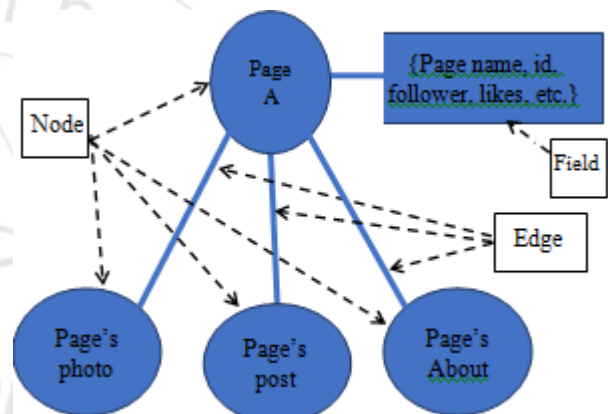 Page
A
{Page name, id,
follower, likes, etc.}
Node
Field
Edge
Page's
photo
Page's
post
Page's
About